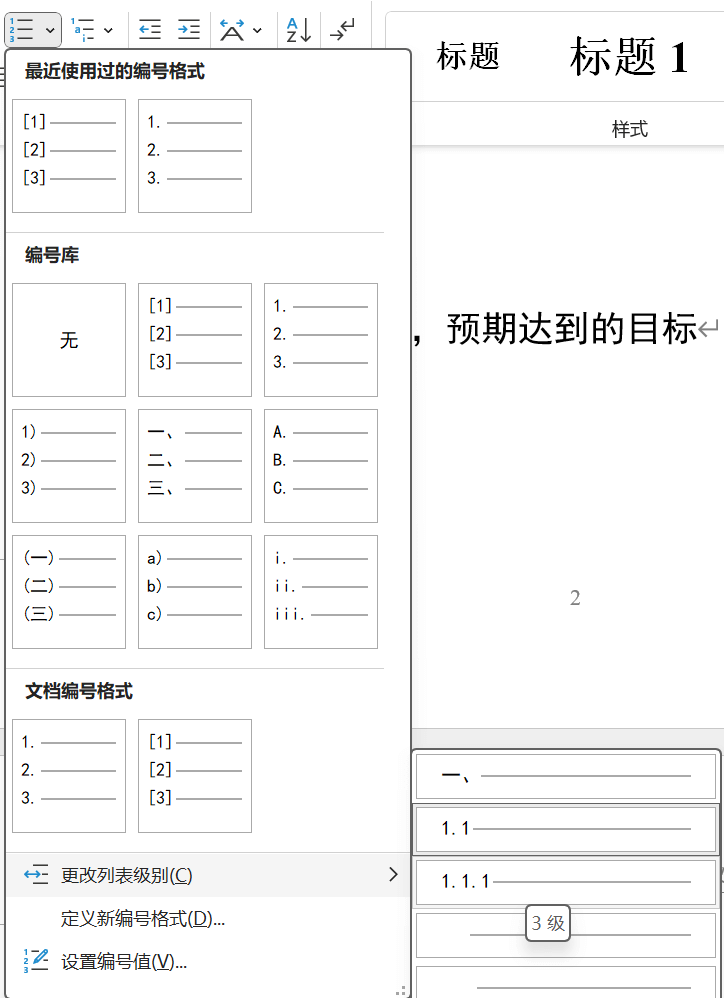 标题 标题 1
样式
最近使用过的编号格式
[1] 1.
[2] 2.
[3] 3.
编号库
无
[1] 1.
[2] 2.
[3] 3.
1) 一、 A.
2) 二、 B.
3) 三、 C.
(一) a) i.
(二) b) ii.
(三) c) iii.
，预期达到的目标
2
文档编号格式
1. [1]
2. [2]
3. [3]
更改列表级别(C)
定义新编号格式(D)...
设置编号值(V)...
一、
1.1
1.1.1
3 级